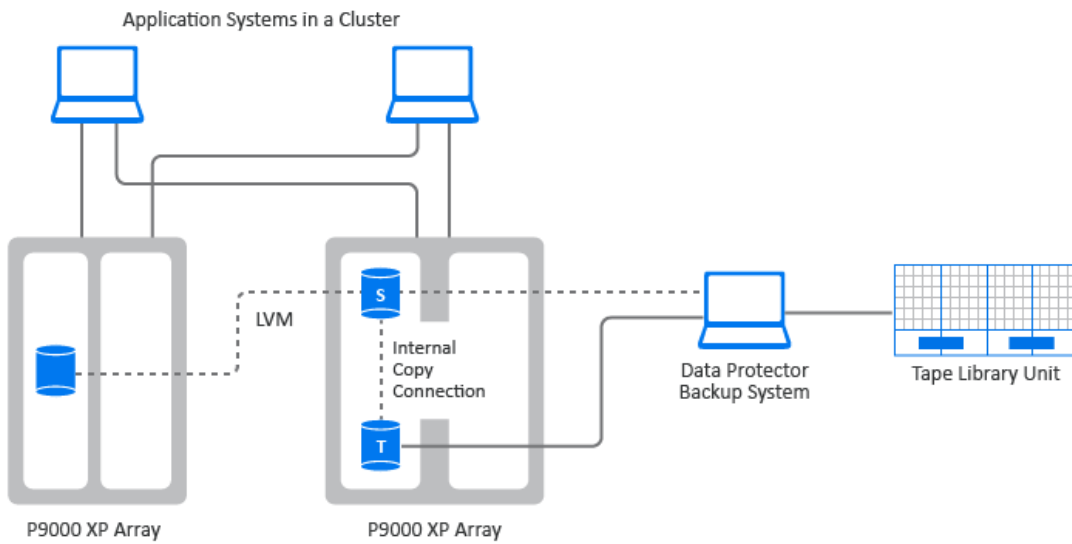 Application Systems in a Cluster
S
LVM
Internal
Copy
Connection
T
Data Protector
Backup System
Tape Library Unit
P9000 XP Array
P9000 XP Array